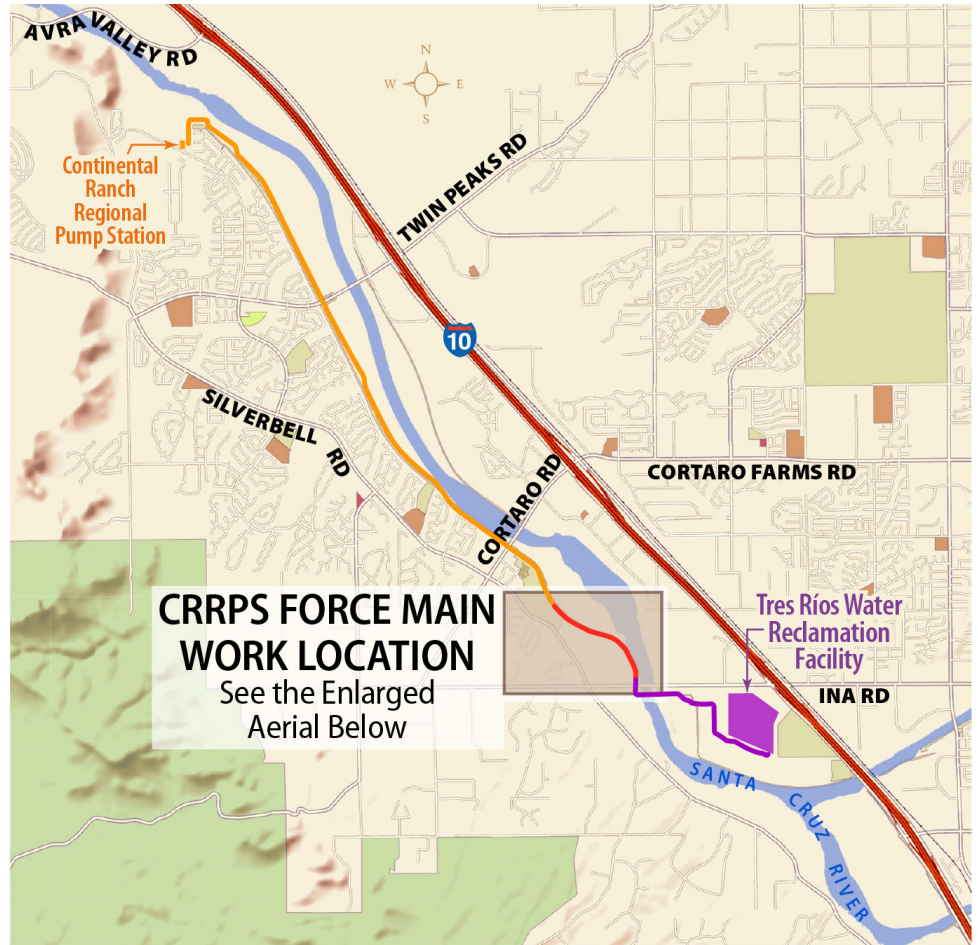 AVRA VALLEY RD
N
W E
S
Continental
Ranch
Regional
Pump Station
TWIN PEAKS RD
10
SILVERBELL RD
CORTARO RD
CORTARO FARMS RD
CRRPS FORCE MAIN
WORK LOCATION
See the Enlarged
Aerial Below
Tres Ríos Water
Reclamation
Facility
INA RD
SANTA CRUZ RIVER